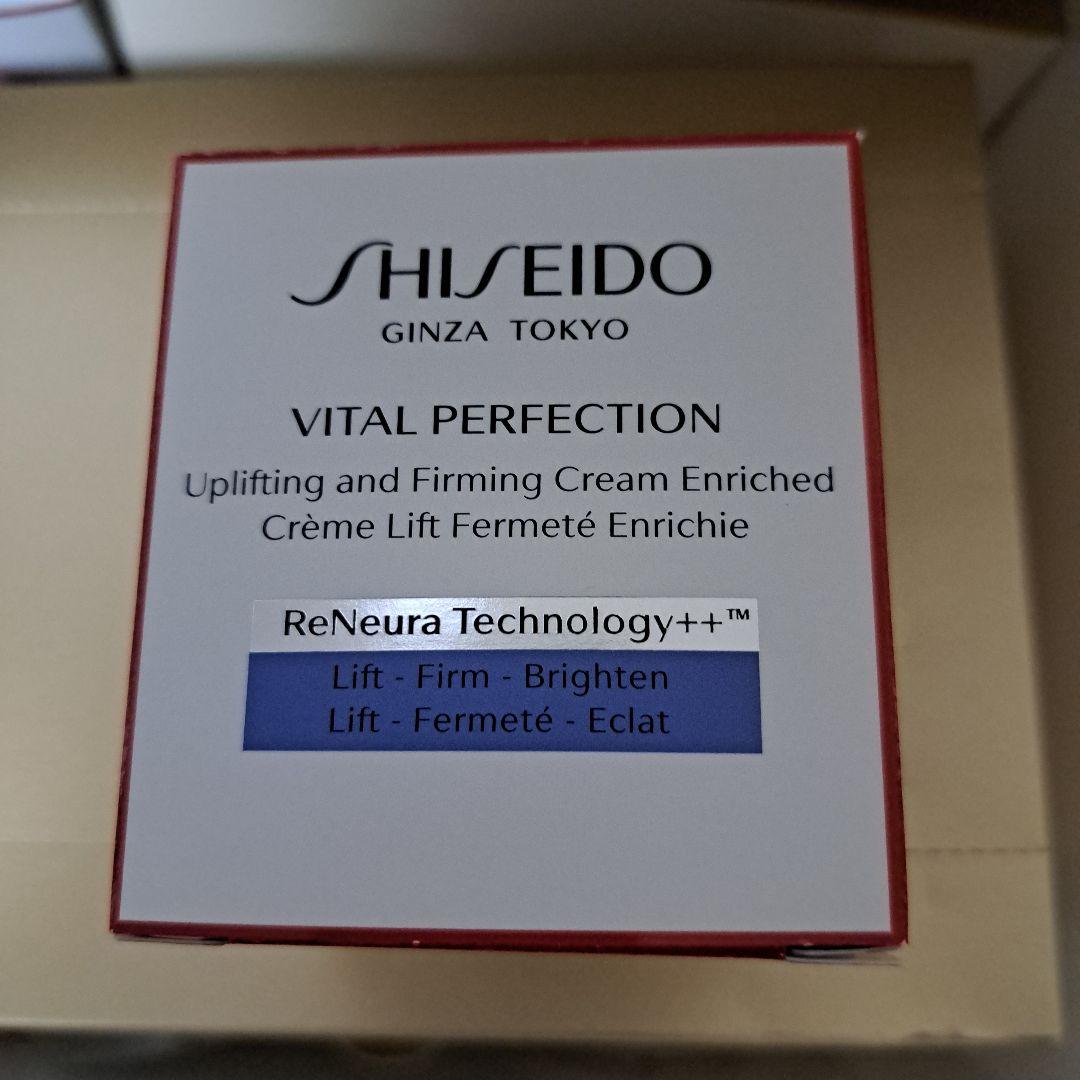 SHISEIDO
GINZA TOKYO
VITAL PERFECTION
Uplifting and Firming Cream Enriched
Crème Lift Fermeté Enrichie
ReNeura Technology++™
Lift - Firm - Brighten
Lift - Fermeté - Eclat